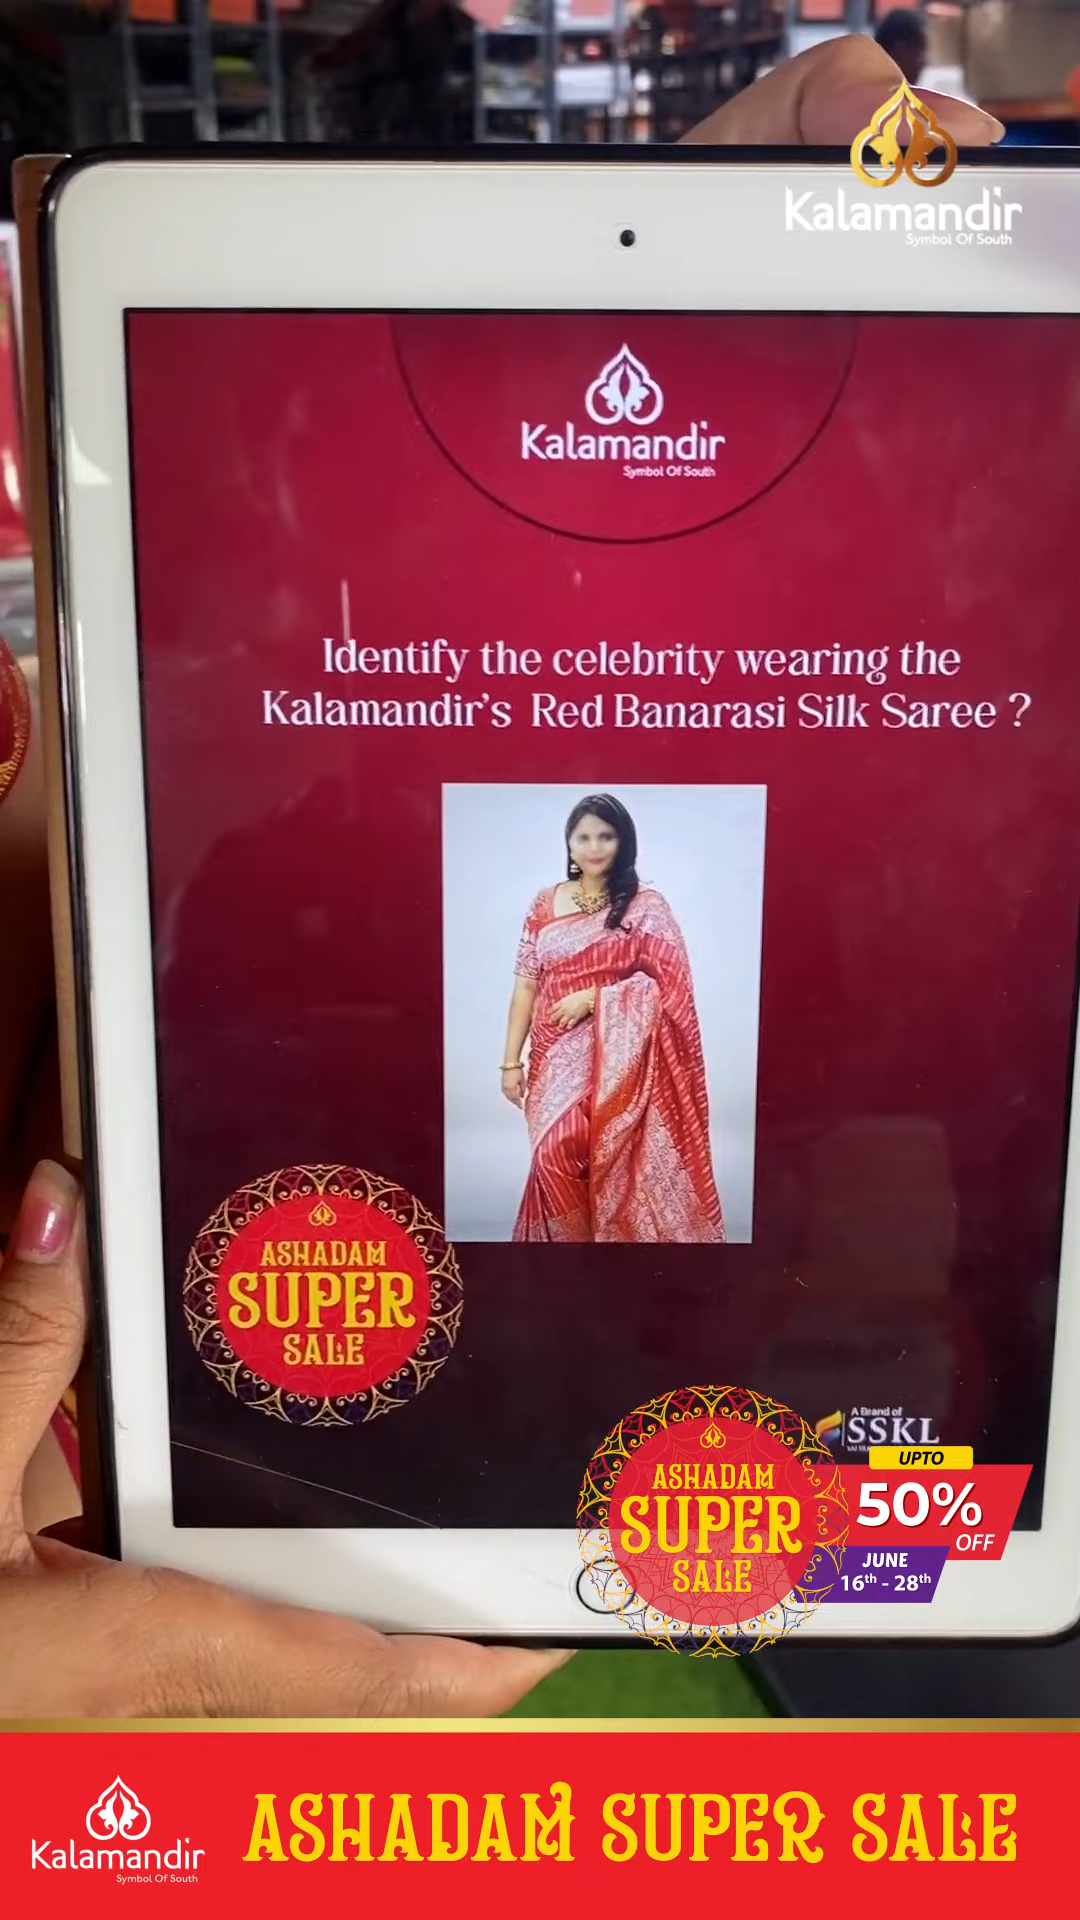 Kalamandir
Symbol Of South
Kalamandir
Symbol Of South
Identify the celebrity wearing the
Kalamandir's Red Banarasi Silk Saree ?
ASHADAM
SUPER
SALE
A Brand of
SSKL
ASHADAM
SUPER
SALE
UPTO
50%
OFF
JUNE
16th - 28th
Kalamandir
Symbol Of South
ASHADAM SUPER SALE